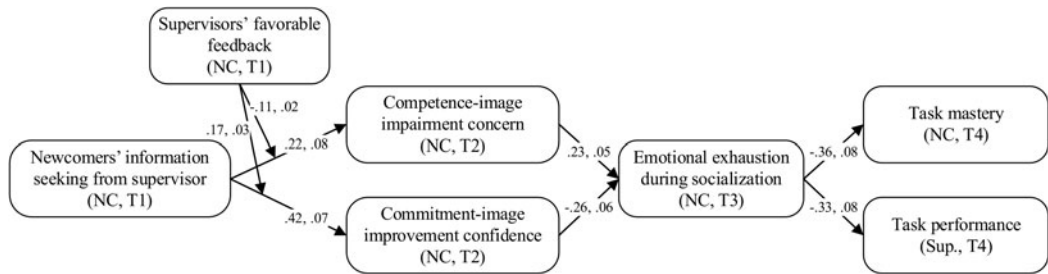 Supervisors' favorable
feedback
(NC, T1)
-.11, .02
.17, .03
.22, .08
Newcomers' information
seeking from supervisor
(NC, T1)
.42, .07
Competence-image
impairment concern
(NC, T2)
Commitment-image
improvement confidence
(NC, T2)
.23, .05
-.26, .06
Emotional exhaustion
during socialization
(NC, T3)
-.36, .08
-.33, .08
Task mastery
(NC, T4)
Task performance
(Sup., T4)